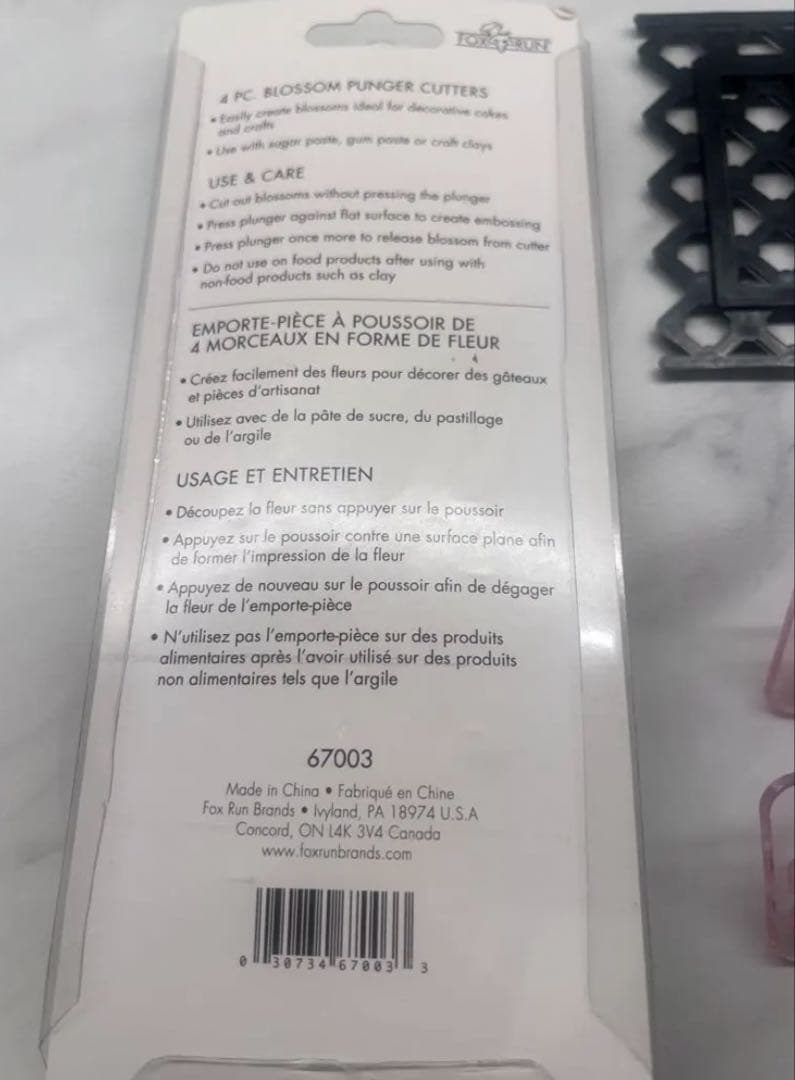 FOX RUN
4 PC. BLOSSOM PUNGER CUTTERS
• Easily create blossoms ideal for decorative cakes
and crafts
• Use with sugar paste, gum paste or craft clays
USE & CARE
• Cut out blossoms without pressing the plunger
• Press plunger against flat surface to create embossing
• Press plunger once more to release blossom from cutter
• Do not use on food products after using with
non-food products such as clay
EMPORTE-PIÈCE À POUSSOIR DE
4 MORCEAUX EN FORME DE FLEUR
• Créez facilement des fleurs pour décorer des gâteaux
et pièces d'artisanat
• Utilisez avec de la pâte de sucre, du pastillage
ou de l'argile
USAGE ET ENTRETIEN
• Découpez la fleur sans appuyer sur le poussoir
• Appuyez sur le poussoir contre une surface plane afin
de former l'impression de la fleur
• Appuyez de nouveau sur le poussoir afin de dégager
la fleur de l'emporte-pièce
• N'utilisez pas l'emporte-pièce sur des produits
alimentaires après l'avoir utilisé sur des produits
non alimentaires tels que l'argile
67003
Made in China • Fabriqué en Chine
Fox Run Brands • Ivyland, PA 18974 U.S.A
Concord, ON L4K 3V4 Canada
www.foxrunbrands.com
0 30734 67003 3